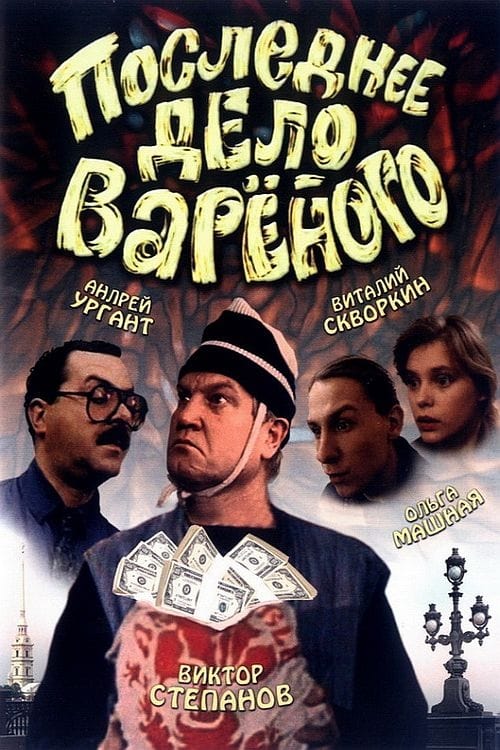 Последнее
дело
Варёного
Андрей
Ургант
Виталий
Скворкин
Ольга
Машная
Виктор
Степанов